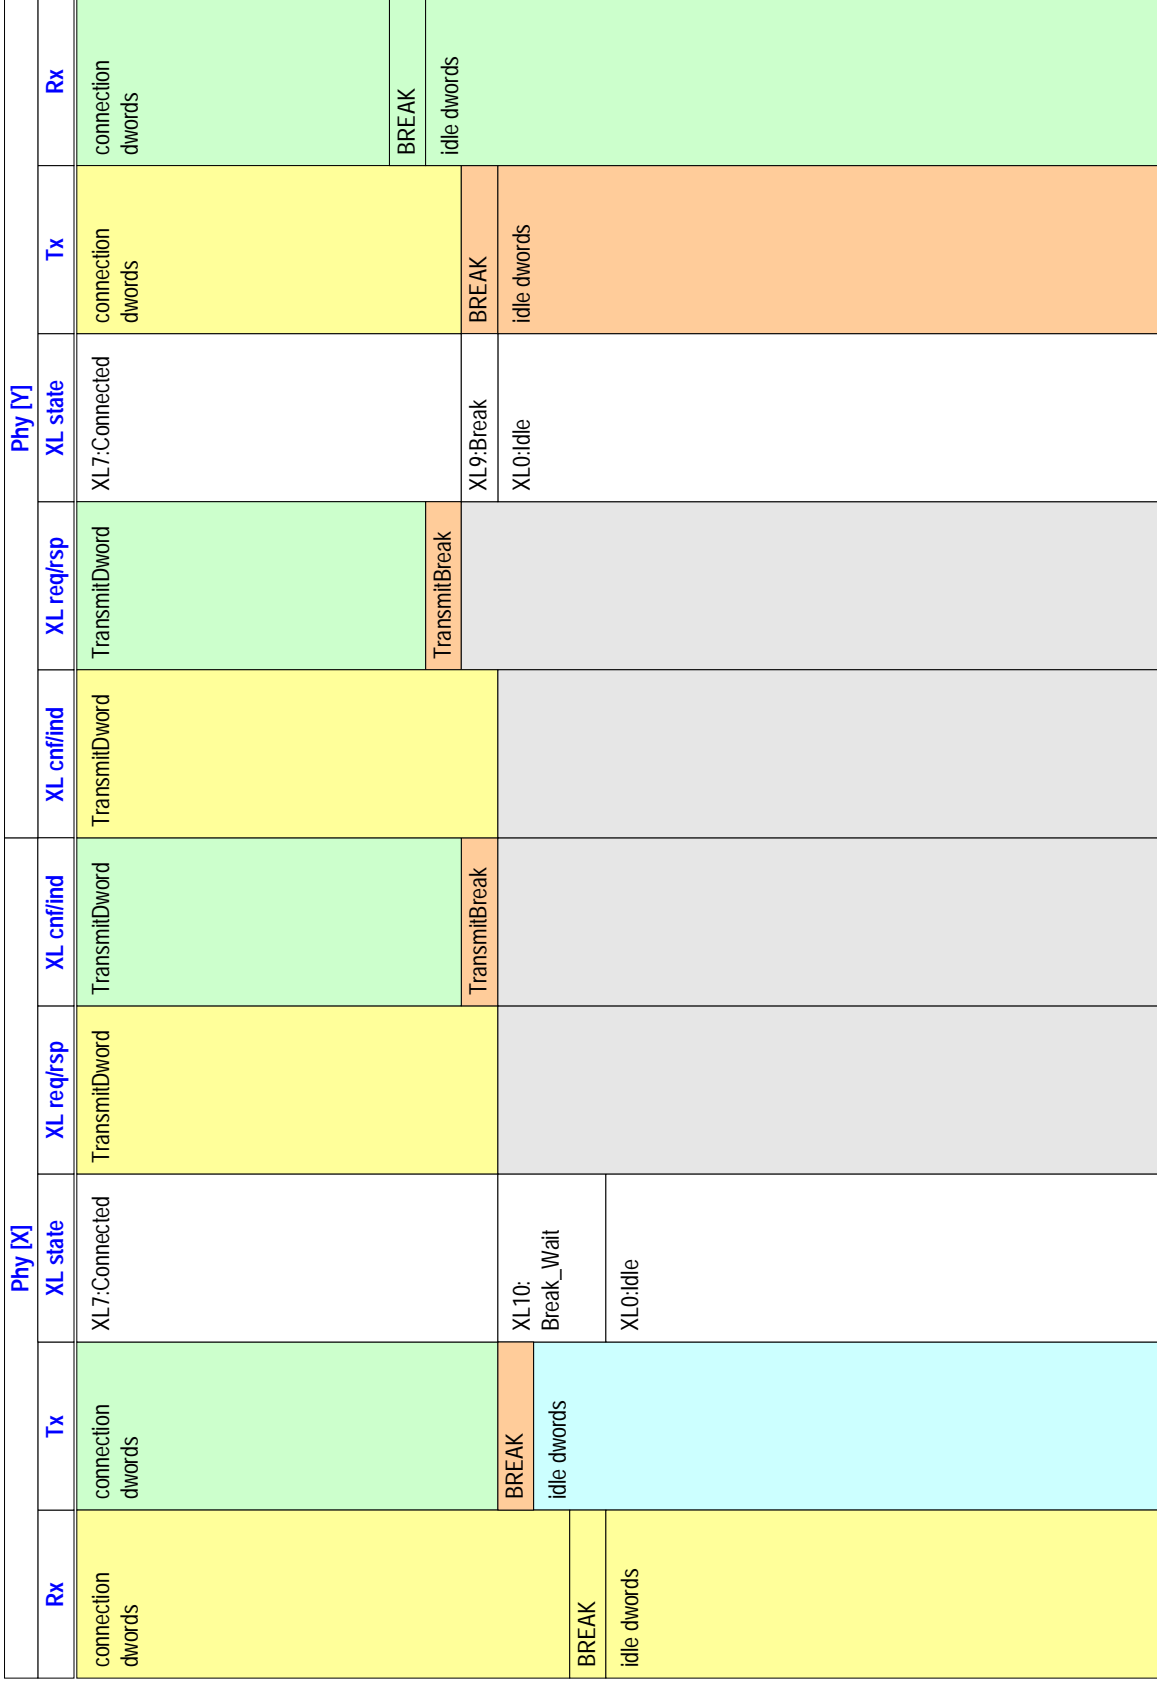 Phy [X]
Phy [Y]
Rx
Tx
XL state
XL req/rsp
XL cnf/ind
XL cnf/ind
XL req/rsp
XL state
Tx
Rx
connection
dwords
BREAK
idle dwords
connection
dwords
BREAK
idle dwords
XL7:Connected
XL10:
Break_Wait
XL0:Idle
TransmitDword
TransmitDword
TransmitBreak
TransmitDword
TransmitDword
TransmitBreak
XL7:Connected
XL9:Break
XL0:Idle
connection
dwords
BREAK
idle dwords
connection
dwords
BREAK
idle dwords